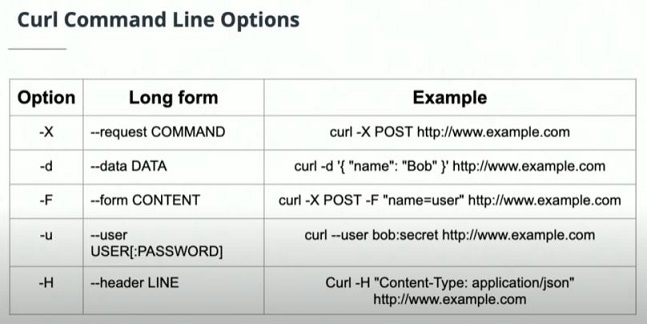 Curl Command Line Options
Option Long form Example
-X --request COMMAND curl -X POST http://www.example.com
-d --data DATA curl -d '{ "name": "Bob" }' http://www.example.com
-F --form CONTENT curl -X POST -F "name=user" http://www.example.com
-u --user
USER[:PASSWORD] curl --user bob:secret http://www.example.com
-H --header LINE Curl -H "Content-Type: application/json"
http://www.example.com